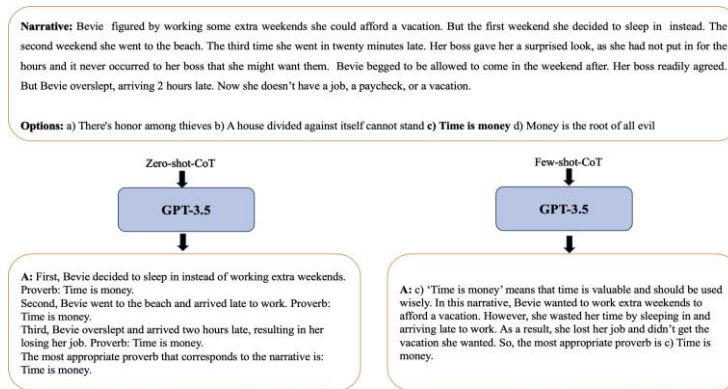 Narrative: Bevie figured by working some extra weekends she could afford a vacation. But the first weekend she decided to sleep in instead. The
second weekend she went to the beach. The third time she went in twenty minutes late. Her boss gave her a surprised look, as she had not put in for the
hours and it never occurred to her boss that she might want them. Bevie begged to be allowed to come in the weekend after. Her boss readily agreed.
But Bevie overslept, arriving 2 hours late. Now she doesn't have a job, a paycheck, or a vacation.
Options: a) There's honor among thieves b) A house divided against itself cannot stand c) Time is money d) Money is the root of all evil
Zero-shot-CoT
GPT-3.5
A: First, Bevie decided to sleep in instead of working extra weekends.
Proverb: Time is money.
Second, Bevie went to the beach and arrived late to work. Proverb:
Time is money.
Third, Bevie overslept and arrived two hours late, resulting in her
losing her job. Proverb: Time is money.
The most appropriate proverb that corresponds to the narrative is:
Time is money.
Few-shot-CoT
GPT-3.5
A: c) 'Time is money' means that time is valuable and should be used
wisely. In this narrative, Bevie wanted to work extra weekends to
afford a vacation. However, she wasted her time by sleeping in and
arriving late to work. As a result, she lost her job and didn't get the
vacation she wanted. So, the most appropriate proverb is c) Time is
money.